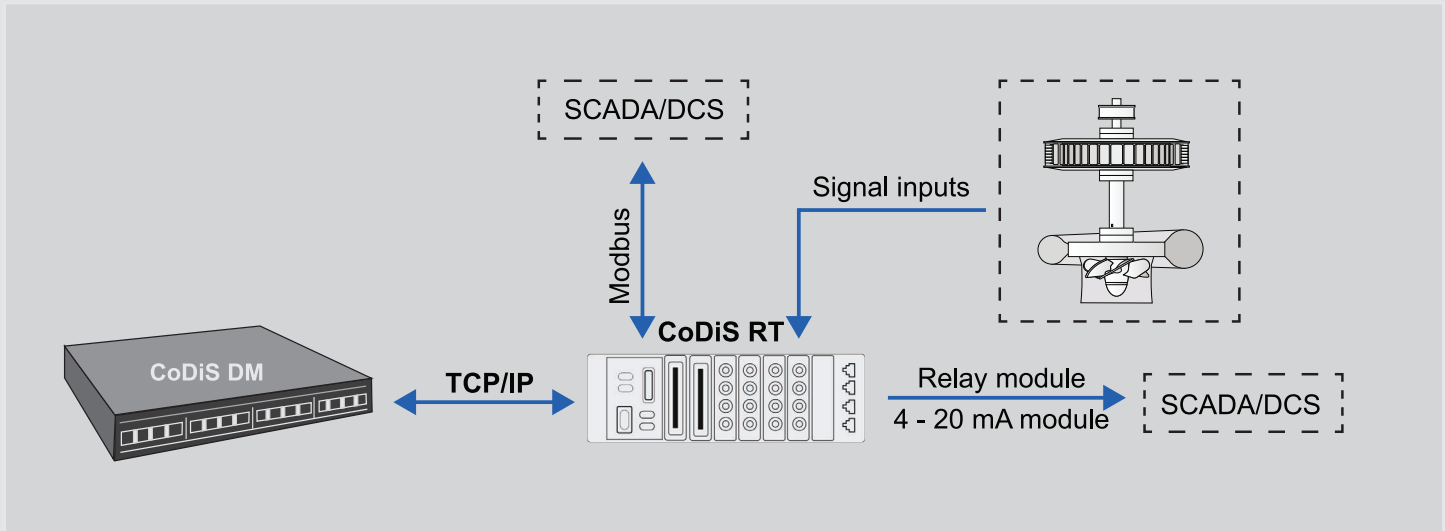 SCADA/DCS
Signal inputs
Modbus
CoDiS RT
CoDiS DM
TCP/IP
Relay module
4 - 20 mA module
SCADA/DCS